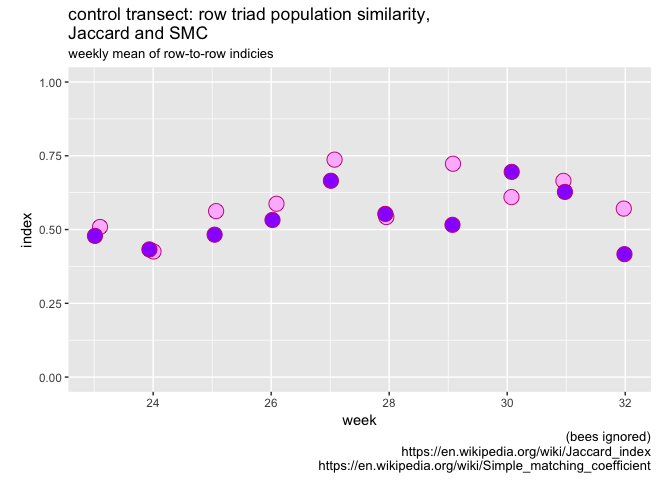 control transect: row triad population similarity,
Jaccard and SMC
weekly mean of row-to-row indicies
1.00
0.75
0.50
0.25
0.00
index
24 26 28 30 32
week
(bees ignored)
https://en.wikipedia.org/wiki/Jaccard_index
https://en.wikipedia.org/wiki/Simple_matching_coefficient